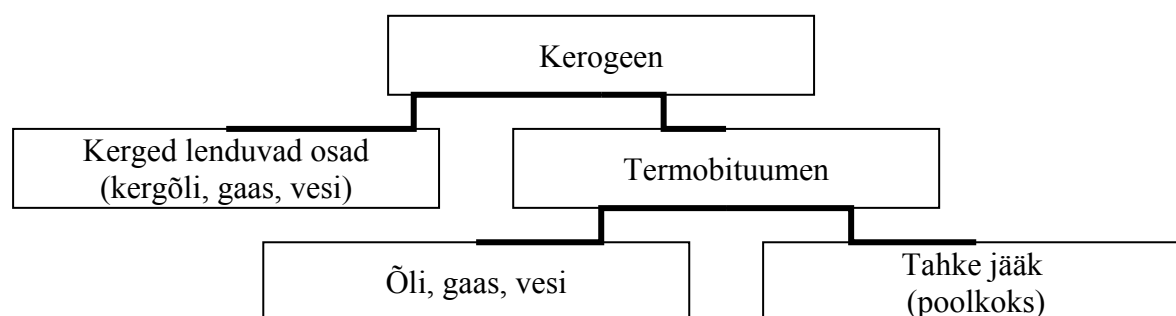 Kerogeen
Kerged lenduvad osad
(kergõli, gaas, vesi)
Termobituumen
Õli, gaas, vesi
Tahke jääk
(poolkoks)